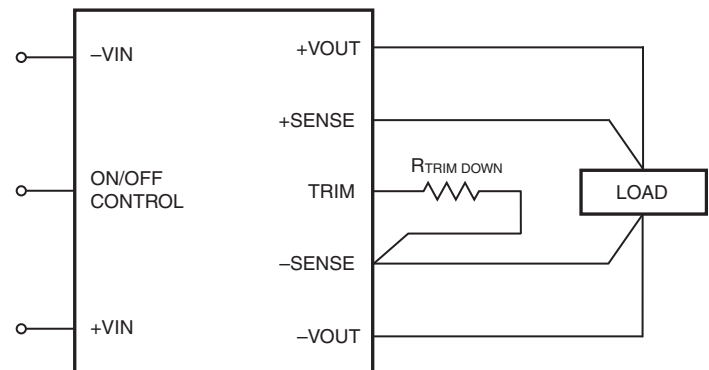 –VIN
+VOUT
+SENSE
ON/OFF
CONTROL
TRIM
RTRIM DOWN
LOAD
–SENSE
+VIN
–VOUT